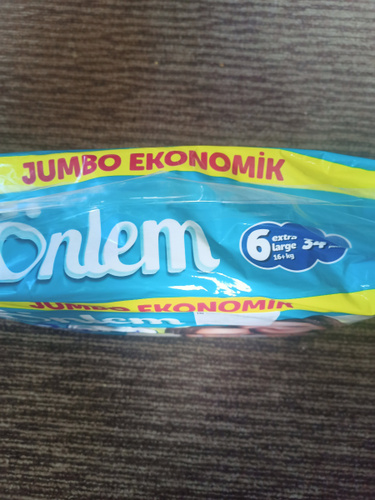 JUMBO EKONOMİK
Önlem
6 extra
large
16+ kg
34
JUMBO EKONOMİK